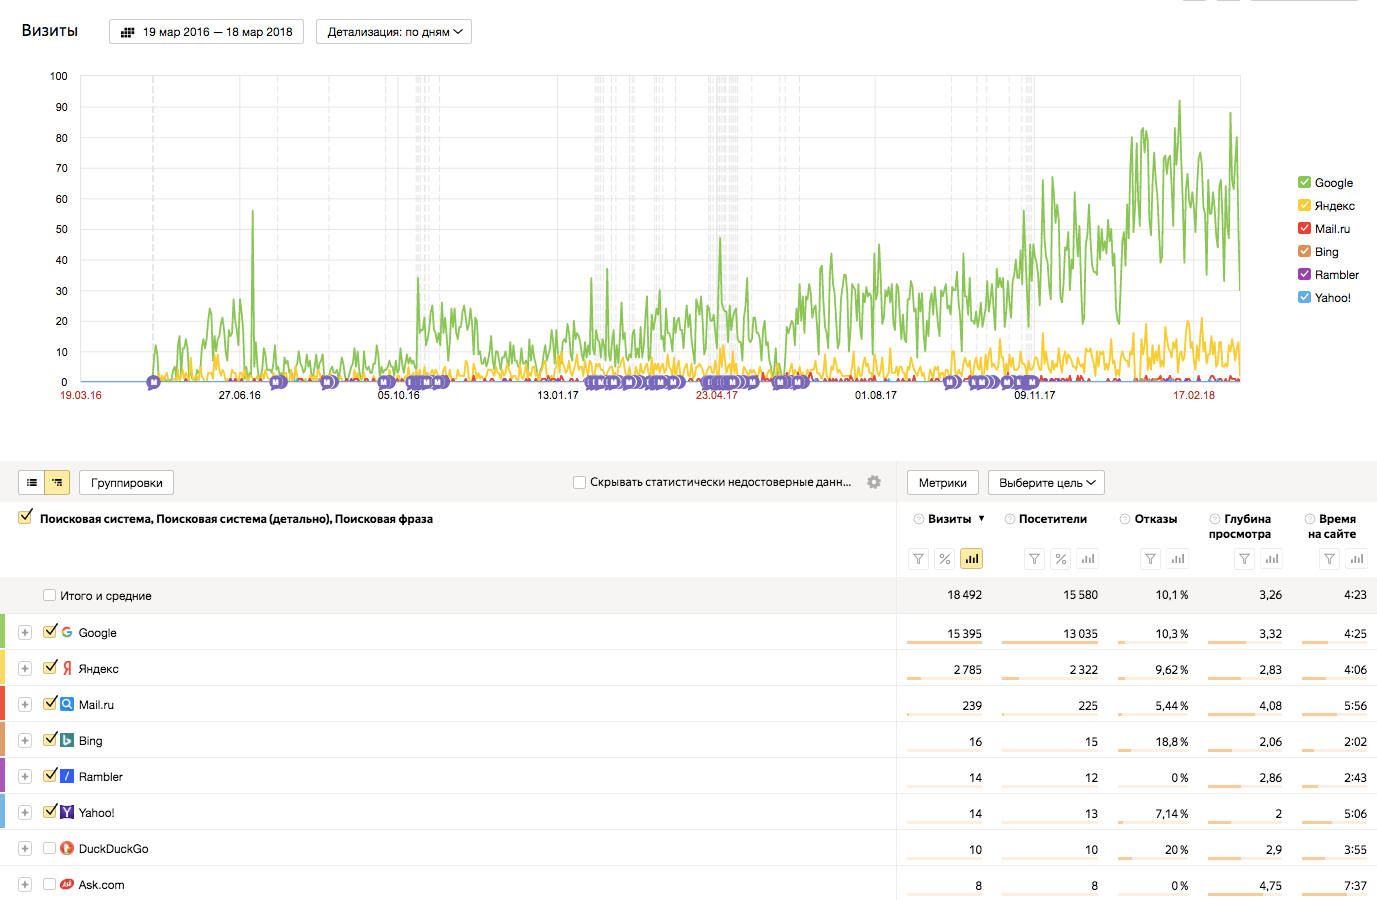 Визиты
19 мар 2016 — 18 мар 2018
Детализация: по дням
100
90
80
70
60
50
40
30
20
10
0
19.03.16 27.06.16 05.10.16 13.01.17 23.04.17 01.08.17 09.11.17 17.02.18
Google
Яндекс
Mail.ru
Bing
Rambler
Yahoo!
Группировки
Скрывать статистически недостоверные данн...
Метрики
Выберите цель
Поисковая система, Поисковая система (детально), Поисковая фраза
Визиты ▼ Посетители Отказы Глубина просмотра Время на сайте
Итого и средние 18 492 15 580 10,1 % 3,26 4:23
Google 15 395 13 035 10,3 % 3,32 4:25
Яндекс 2 785 2 322 9,62 % 2,83 4:06
Mail.ru 239 225 5,44 % 4,08 5:56
Bing 16 15 18,8 % 2,06 2:02
Rambler 14 12 0 % 2,86 2:43
Yahoo! 14 13 7,14 % 2 5:06
DuckDuckGo 10 10 20 % 2,9 3:55
Ask.com 8 8 0 % 4,75 7:37